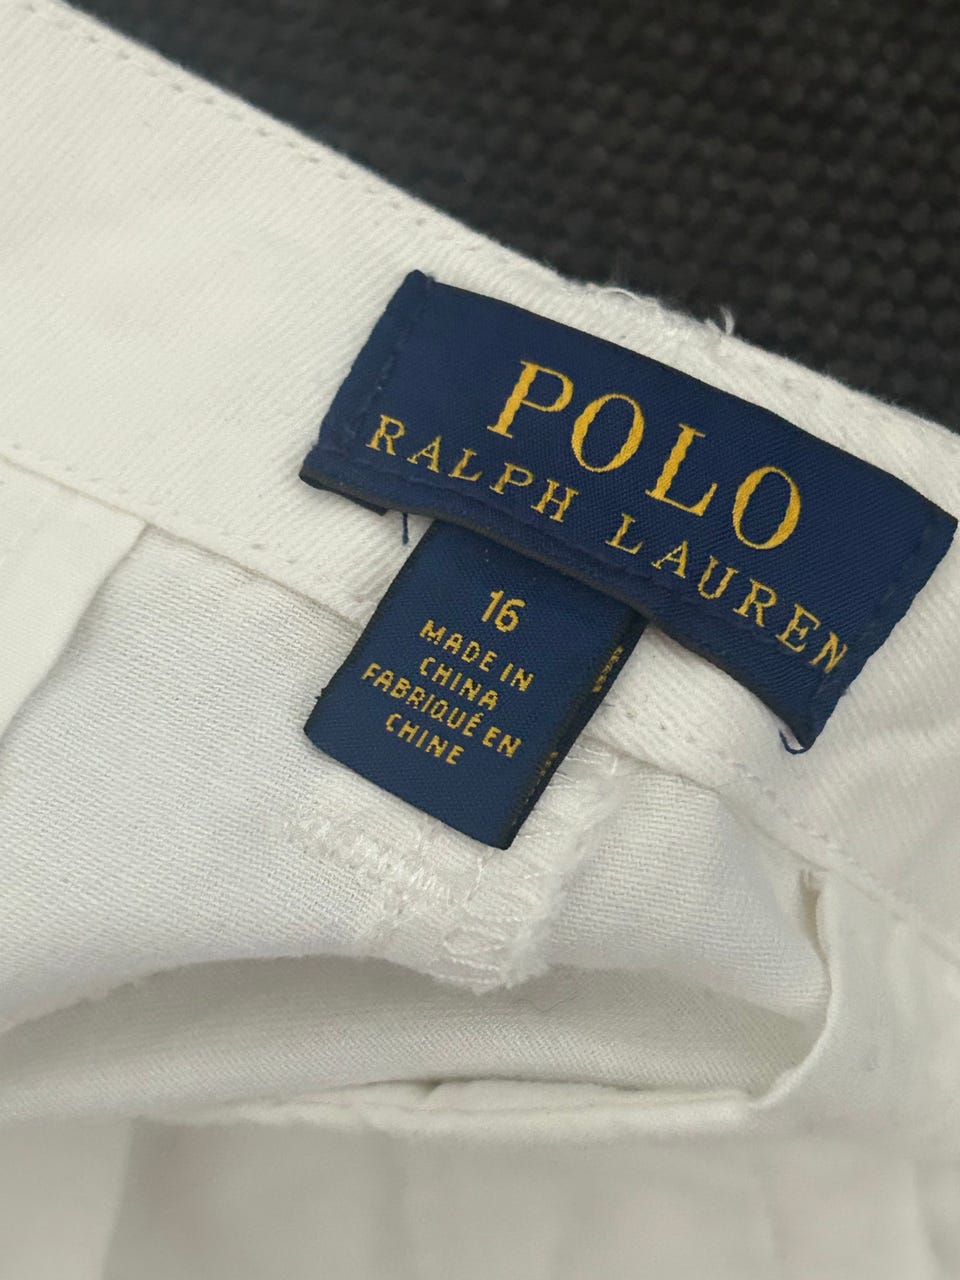 POLO
RALPH LAUREN
16
MADE IN
CHINA
FABRIQUÉ EN
CHINE